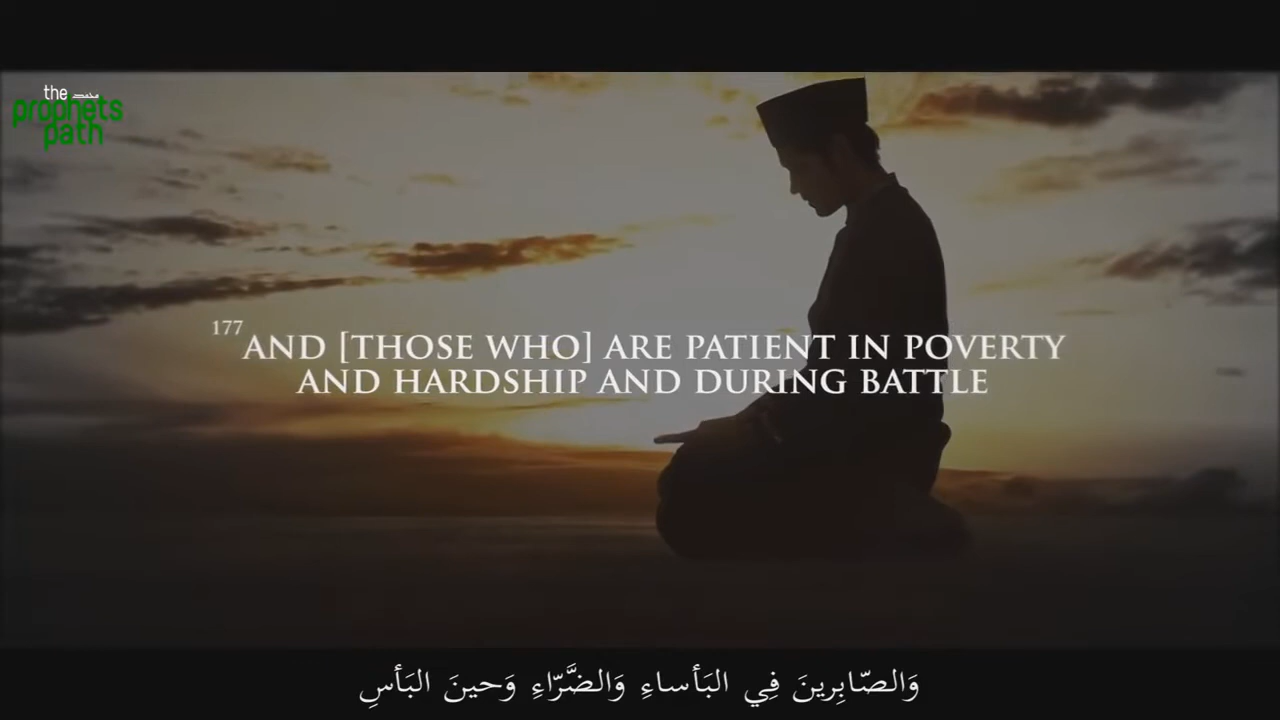 the
prophets
path
177 AND [THOSE WHO] ARE PATIENT IN POVERTY
AND HARDSHIP AND DURING BATTLE
وَالصّابِرينَ فِي البَأساءِ وَالضَّرّاءِ وَحينَ البَأسِ